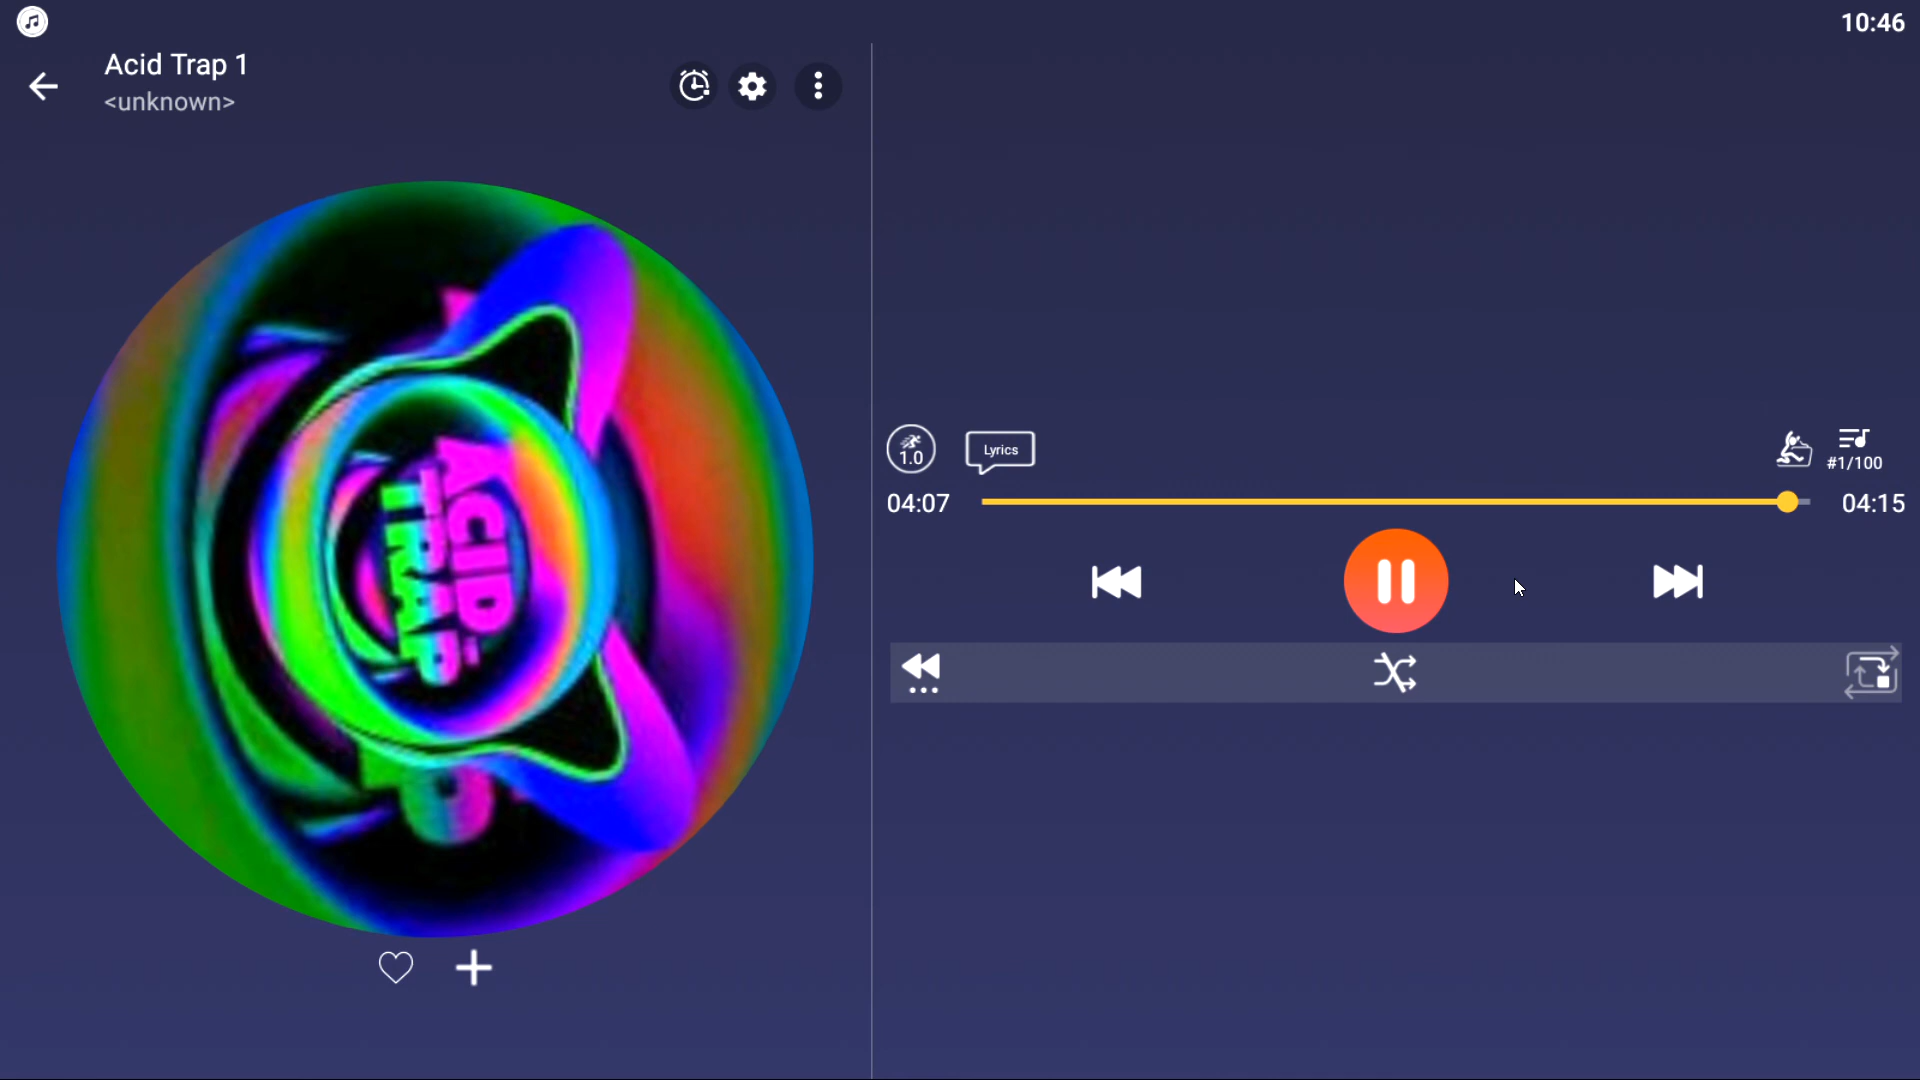 10:46
Acid Trap 1
<unknown>
ACID
TRAP
1.0
Lyrics
#1/100
04:07
04:15